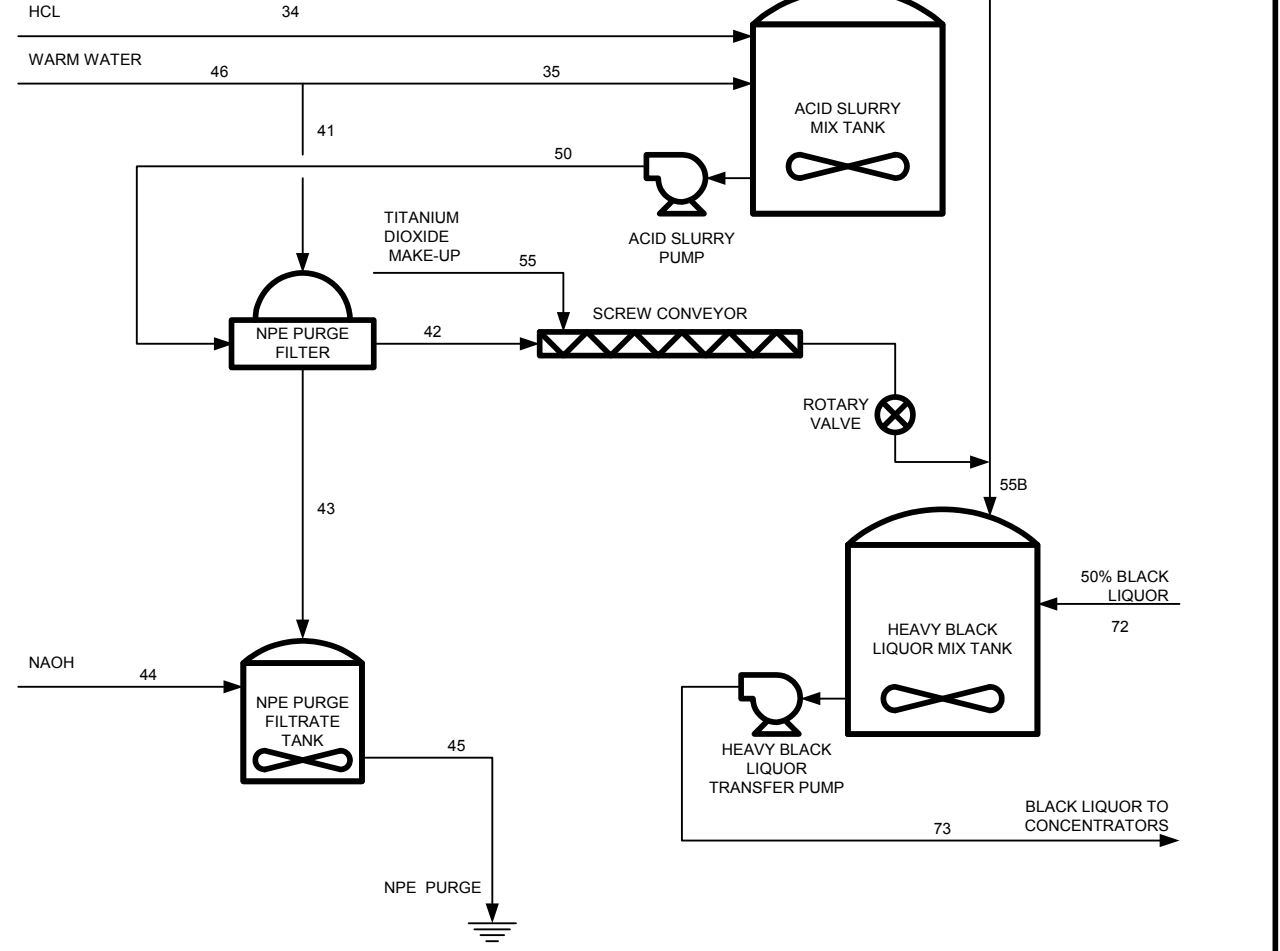 HCL
34
WARM WATER
46
35
41
50
ACID SLURRY
MIX TANK
TITANIUM
DIOXIDE
MAKE-UP
55
ACID SLURRY
PUMP
SCREW CONVEYOR
NPE PURGE
FILTER
42
ROTARY
VALVE
55B
43
50% BLACK
LIQUOR
72
HEAVY BLACK
LIQUOR MIX TANK
NAOH
44
NPE PURGE
FILTRATE
TANK
45
HEAVY BLACK
LIQUOR
TRANSFER PUMP
BLACK LIQUOR TO
CONCENTRATORS
73
NPE PURGE